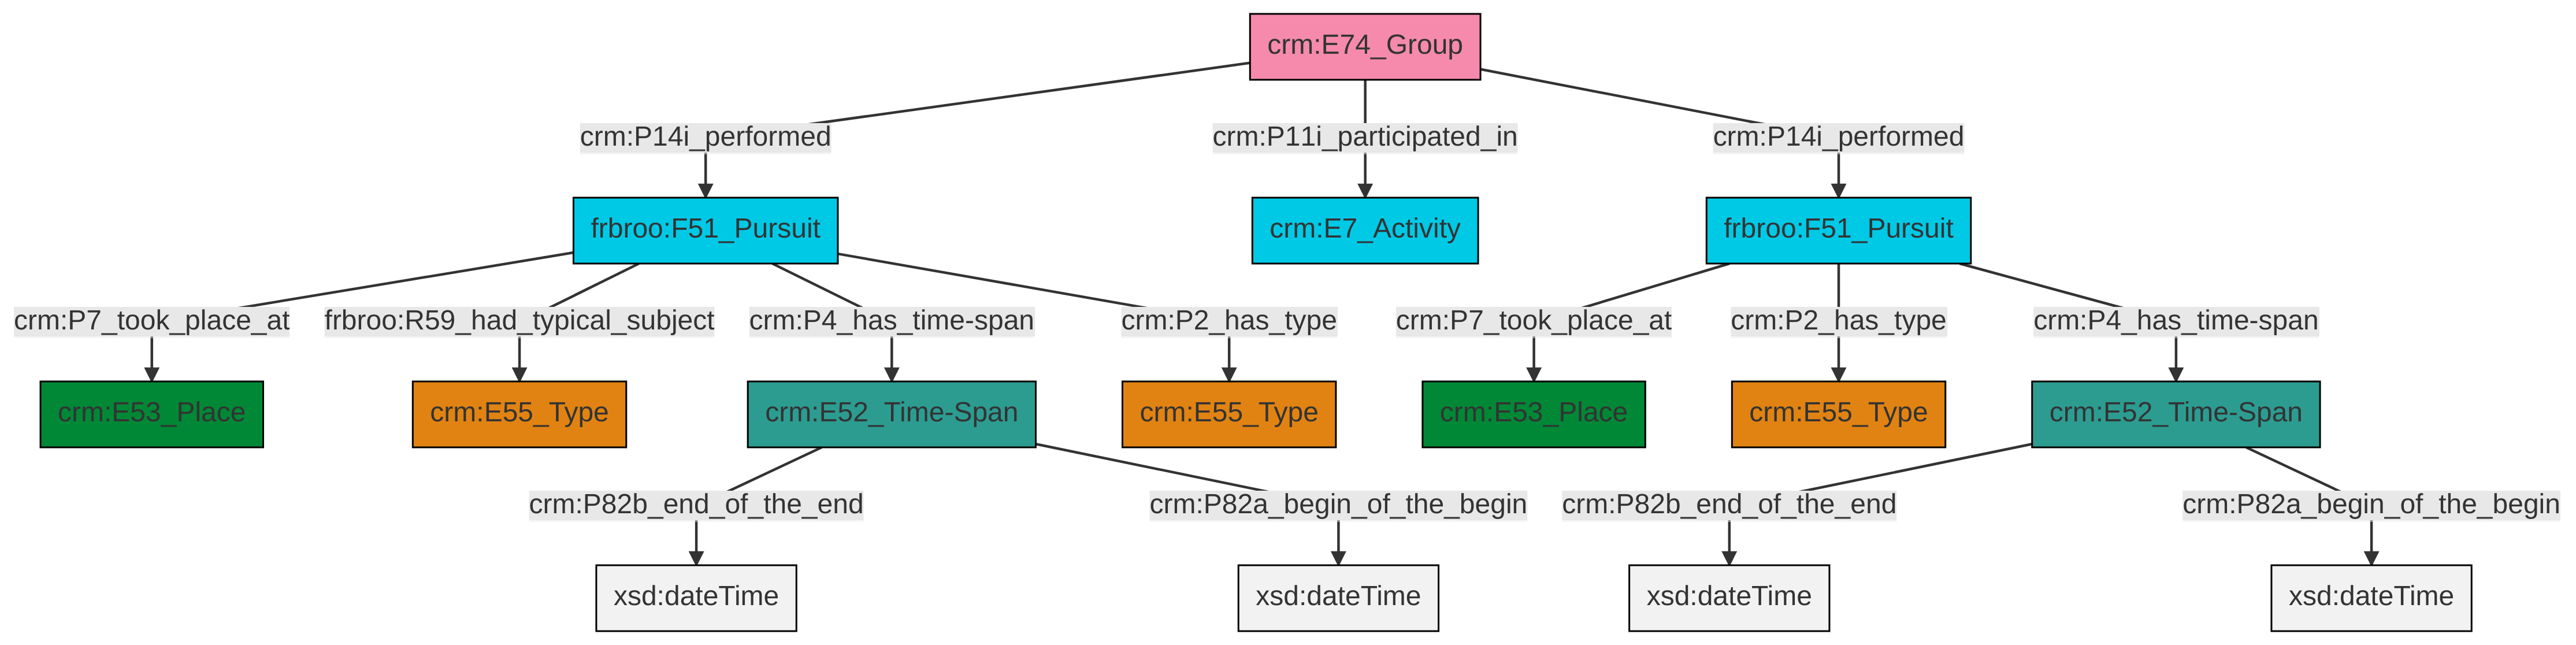 crm:E74_Group
crm:P14i_performed
crm:P11i_participated_in
crm:P14i_performed
frbroo:F51_Pursuit
crm:E7_Activity
frbroo:F51_Pursuit
crm:P7_took_place_at
frbroo:R59_had_typical_subject
crm:P4_has_time-span
crm:P2_has_type
crm:P7_took_place_at
crm:P2_has_type
crm:P4_has_time-span
crm:E53_Place
crm:E55_Type
crm:E52_Time-Span
crm:E55_Type
crm:E53_Place
crm:E55_Type
crm:E52_Time-Span
crm:P82b_end_of_the_end
crm:P82a_begin_of_the_begin
crm:P82b_end_of_the_end
crm:P82a_begin_of_the_begin
xsd:dateTime
xsd:dateTime
xsd:dateTime
xsd:dateTime